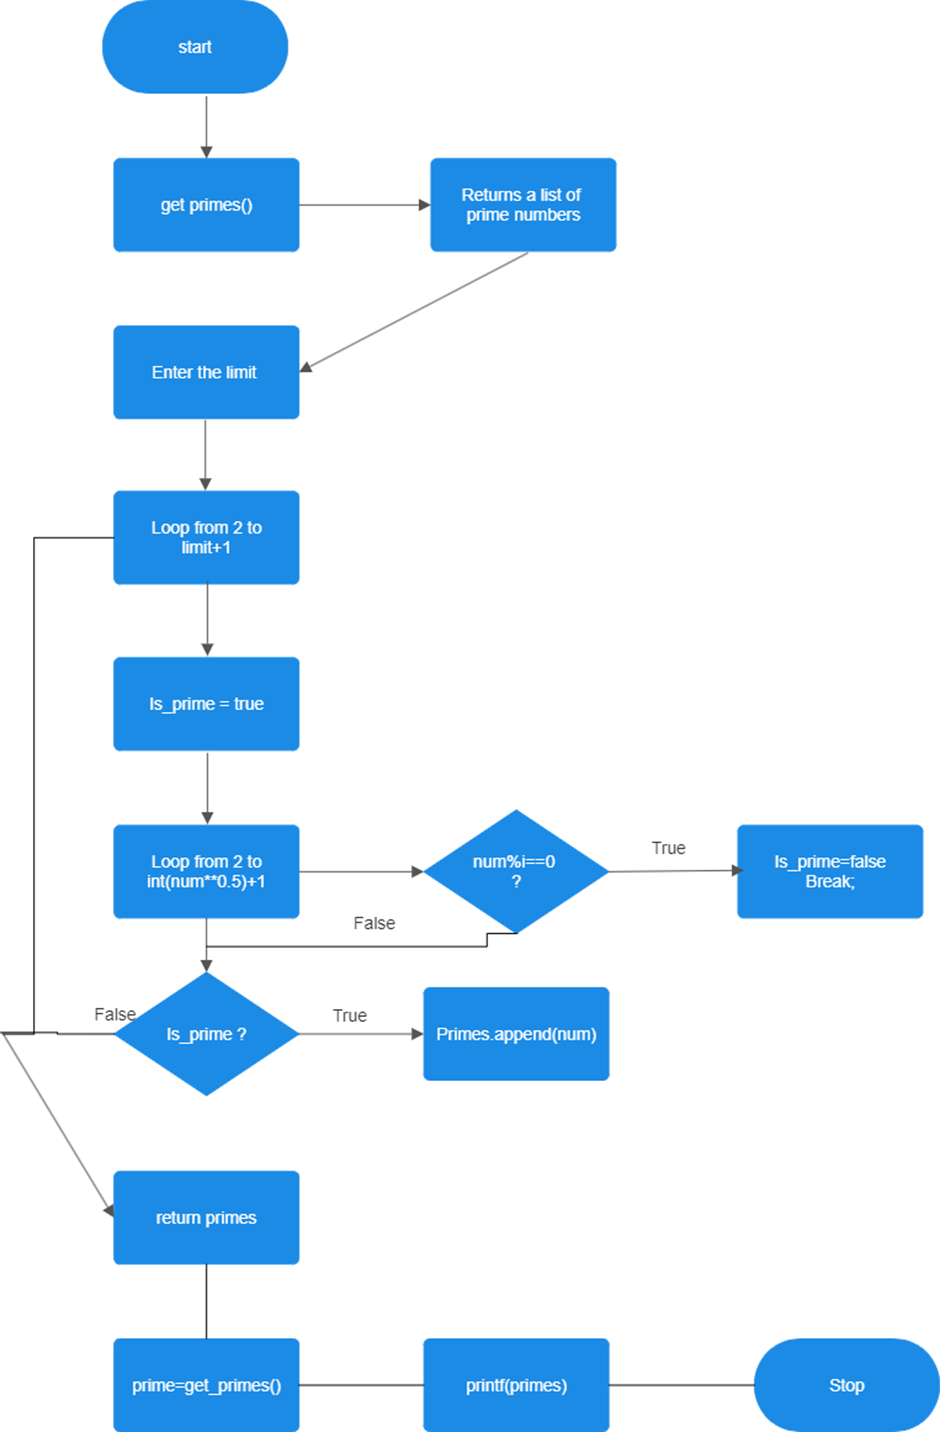 start
get primes()
Returns a list of
prime numbers
Enter the limit
Loop from 2 to
limit+1
Is_prime = true
Loop from 2 to
int(num**0.5)+1
num%i==0
?
True
Is_prime=false
Break;
False
False
Is_prime ?
True
Primes.append(num)
return primes
prime=get_primes()
printf(primes)
Stop